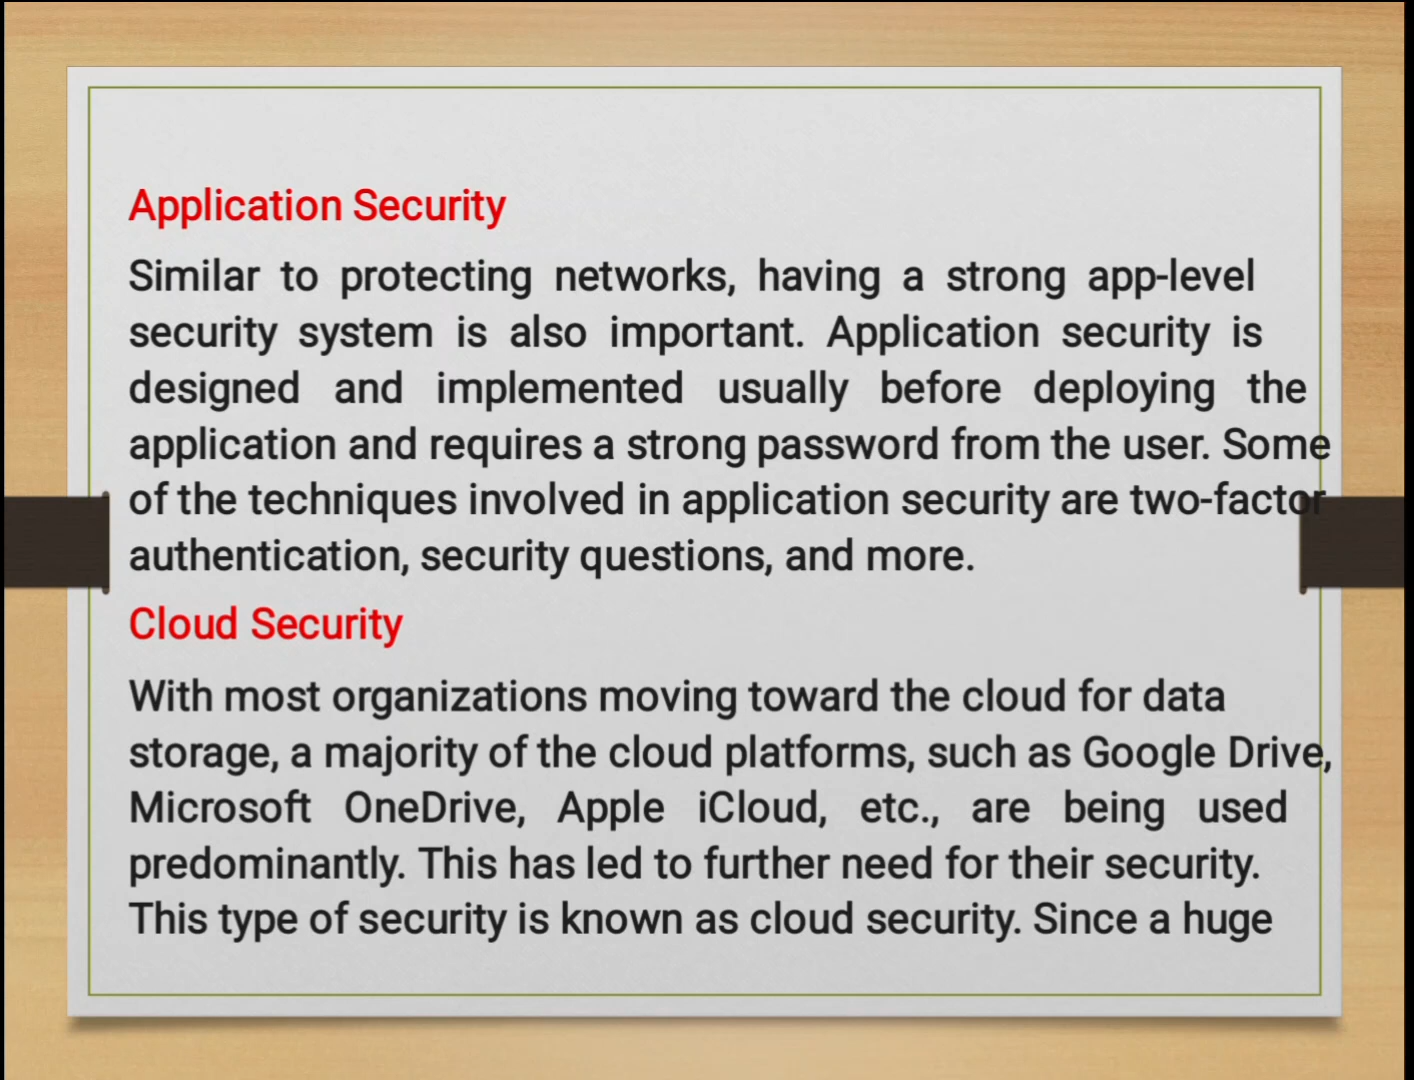 Application Security
Similar to protecting networks, having a strong app-level
security system is also important. Application security is
designed and implemented usually before deploying the
application and requires a strong password from the user. Some
of the techniques involved in application security are two-factor
authentication, security questions, and more.
Cloud Security
With most organizations moving toward the cloud for data
storage, a majority of the cloud platforms, such as Google Drive,
Microsoft OneDrive, Apple iCloud, etc., are being used
predominantly. This has led to further need for their security.
This type of security is known as cloud security. Since a huge